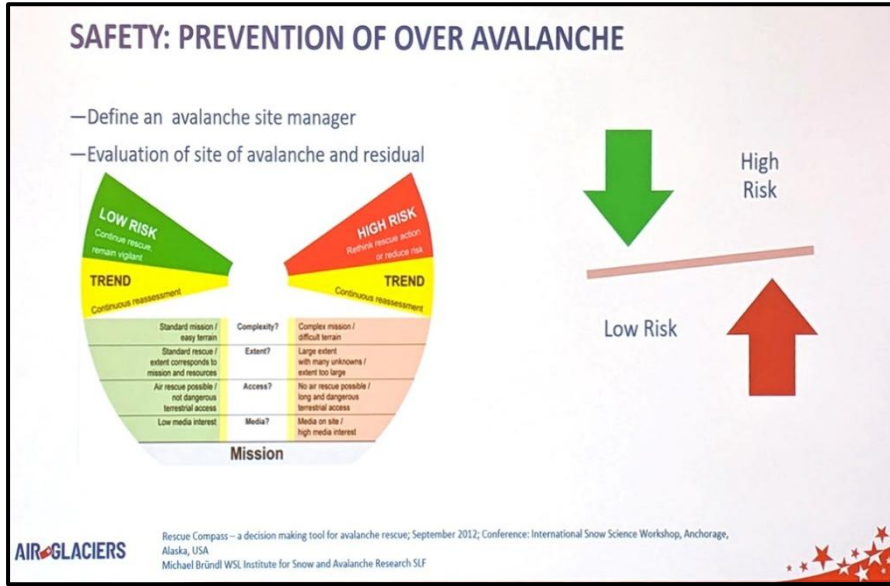 SAFETY: PREVENTION OF OVER AVALANCHE
—Define an avalanche site manager
—Evaluation of site of avalanche and residual
LOW RISK
Continue rescue,
remain vigilant
TREND
Continuous reassessment
HIGH RISK
Rethink rescue action
or reduce risk
TREND
Continuous reassessment
Standard mission /
easy terrain
Complexity?
Complex mission /
difficult terrain
Standard rescue /
extent corresponds to
mission and resources
Extent?
Large extent
with many unknowns /
extent too large
Air rescue possible /
not dangerous
terrestrial access
Access?
No air rescue possible /
long and dangerous
terrestrial access
Low media interest
Media?
Media on site /
high media interest
Mission
High
Risk
Low Risk
AIR GLACIERS
Rescue Compass – a decision making tool for avalanche rescue; September 2012; Conference: International Snow Science Workshop, Anchorage,
Alaska, USA
Michael Bründl WSL Institute for Snow and Avalanche Research SLF